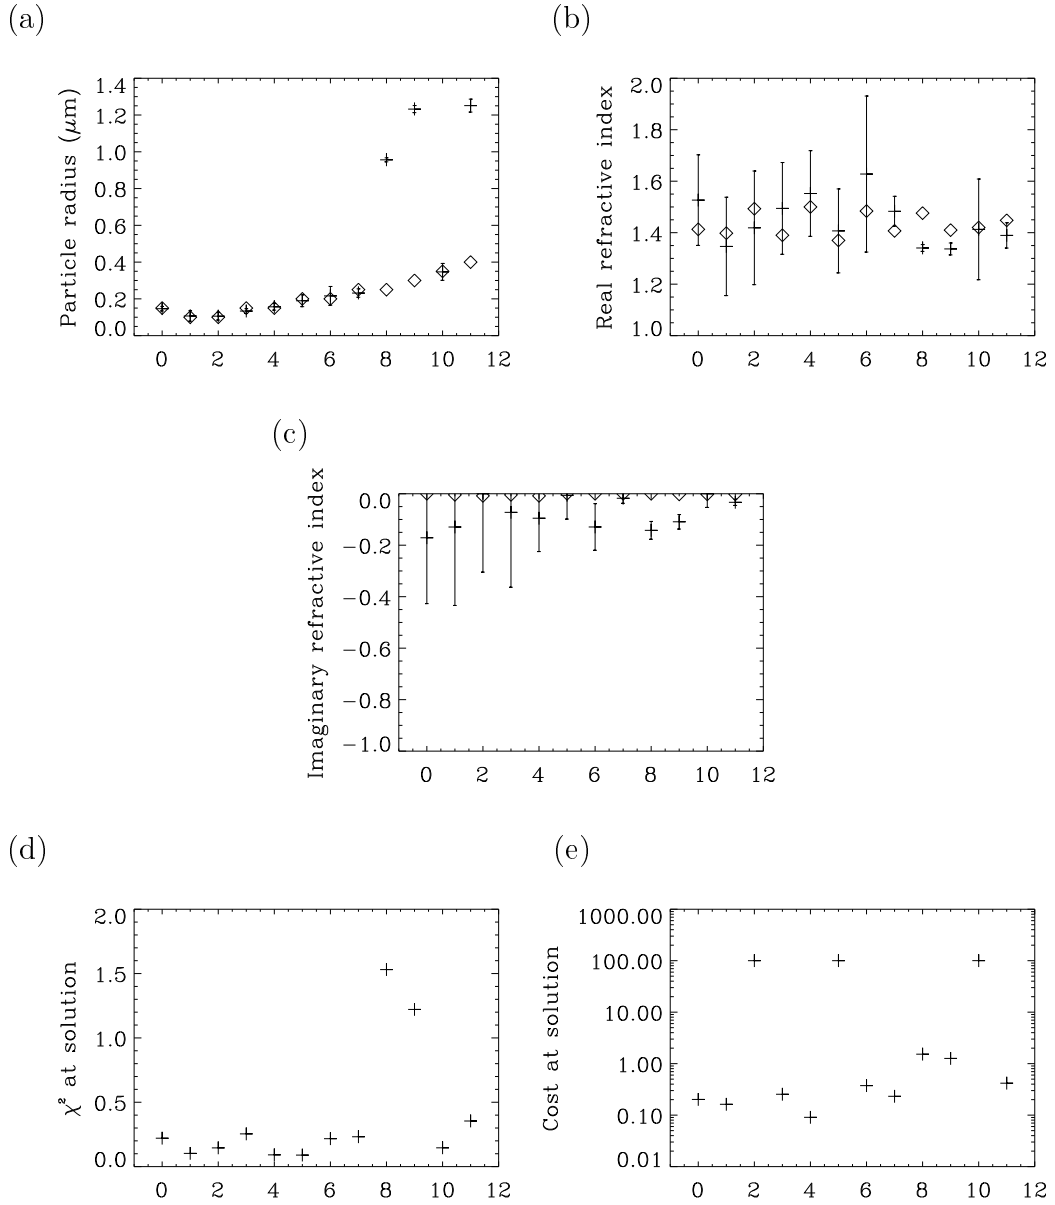 (a)
Particle radius (μm)
1.4
1.2
1.0
0.8
0.6
0.4
0.2
0.0
0 2 4 6 8 10 12
(b)
Real refractive index
2.0
1.8
1.6
1.4
1.2
1.0
0 2 4 6 8 10 12
(c)
Imaginary refractive index
0.0
−0.2
−0.4
−0.6
−0.8
−1.0
0 2 4 6 8 10 12
(d)
χ² at solution
2.0
1.5
1.0
0.5
0.0
0 2 4 6 8 10 12
(e)
Cost at solution
1000.00
100.00
10.00
1.00
0.10
0.01
0 2 4 6 8 10 12